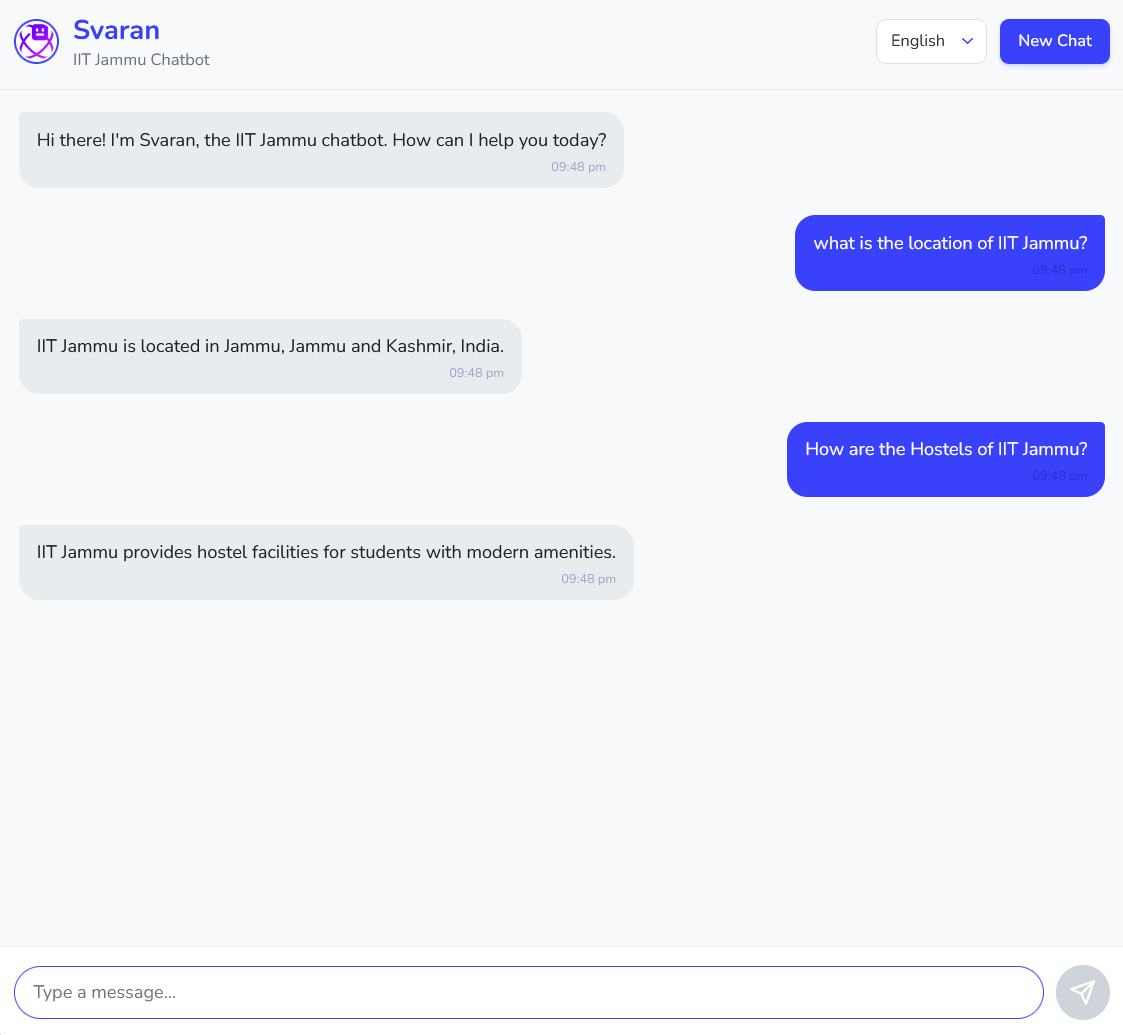 Svaran
IIT Jammu Chatbot
English
New Chat
Hi there! I'm Svaran, the IIT Jammu chatbot. How can I help you today?
09:48 pm
what is the location of IIT Jammu?
09:48 pm
IIT Jammu is located in Jammu, Jammu and Kashmir, India.
09:48 pm
How are the Hostels of IIT Jammu?
09:48 pm
IIT Jammu provides hostel facilities for students with modern amenities.
09:48 pm
Type a message...